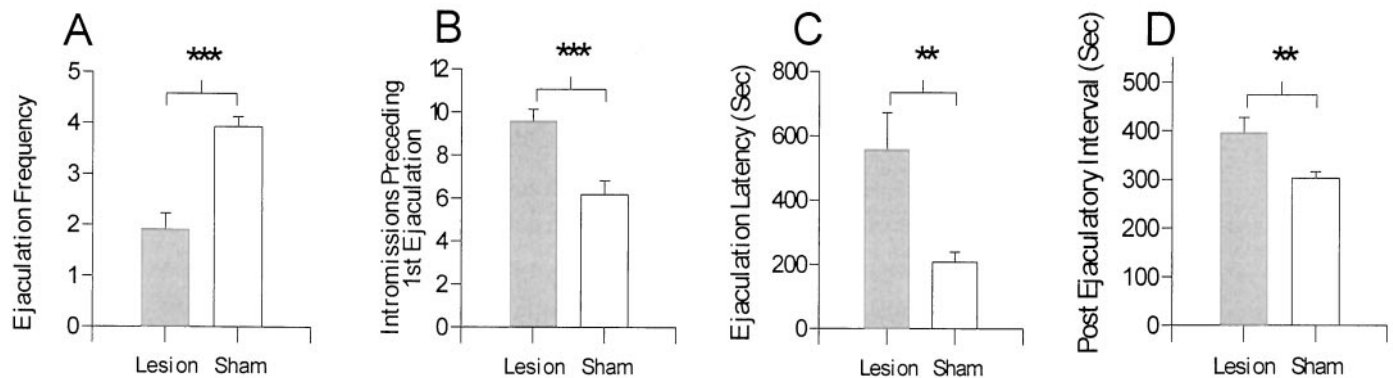 A
***
Ejaculation Frequency
5
4
3
2
1
0
Lesion Sham
B
***
Intromissions Preceding
1st Ejaculation
12
10
8
6
4
2
0
Lesion Sham
C
**
Ejaculation Latency (Sec)
800
600
400
200
0
Lesion Sham
D
**
Post Ejaculatory Interval (Sec)
500
400
300
200
100
0
Lesion Sham